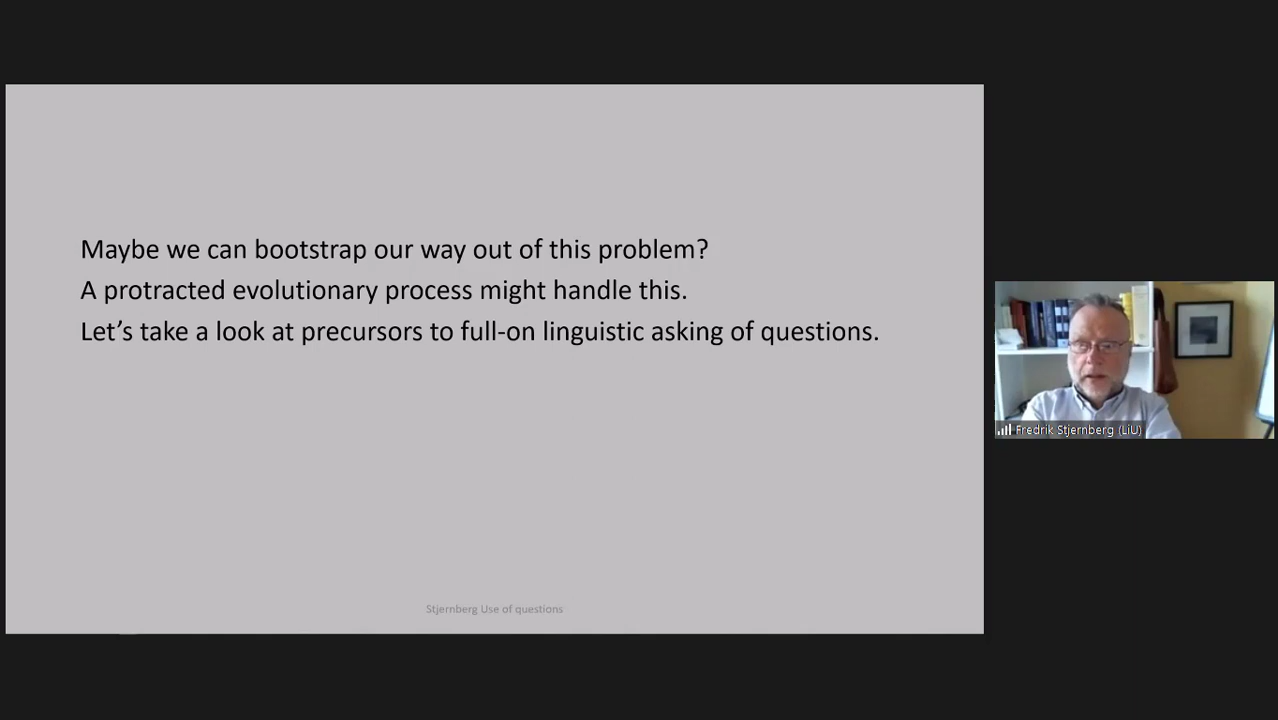 Maybe we can bootstrap our way out of this problem?
A protracted evolutionary process might handle this.
Let’s take a look at precursors to full-on linguistic asking of questions.
Stjernberg Use of questions
Fredrik Stjernberg (LiU)